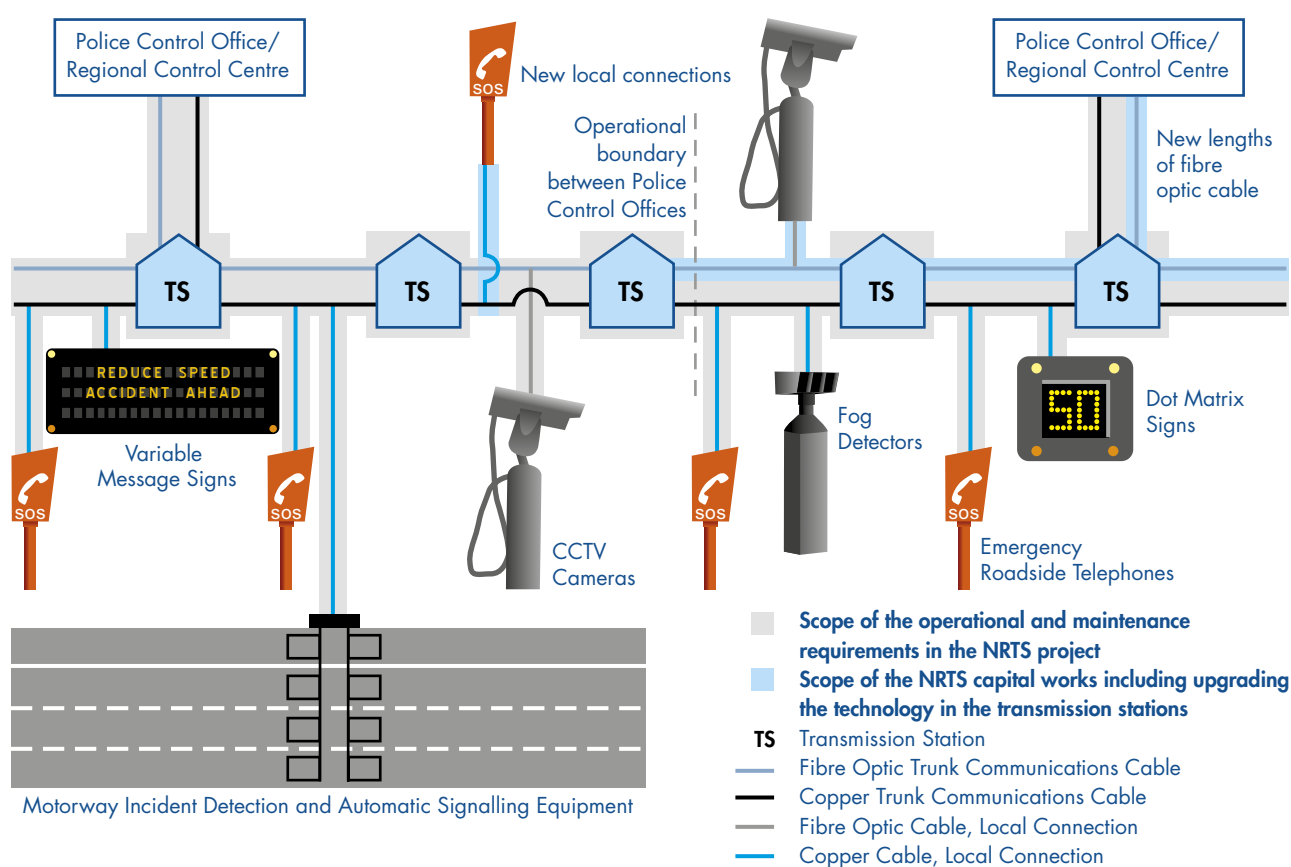 Police Control Office/
Regional Control Centre
SOS
New local connections
Operational
boundary
between Police
Control Offices
Police Control Office/
Regional Control Centre
New lengths
of fibre
optic cable
TS
TS
TS
TS
TS
REDUCE SPEED
ACCIDENT AHEAD
Variable
Message Signs
SOS
SOS
CCTV
Cameras
SOS
Fog
Detectors
SOS
Emergency
Roadside Telephones
50
Dot Matrix
Signs
Motorway Incident Detection and Automatic Signalling Equipment
Scope of the operational and maintenance
requirements in the NRTS project
Scope of the NRTS capital works including upgrading
the technology in the transmission stations
TS Transmission Station
Fibre Optic Trunk Communications Cable
Copper Trunk Communications Cable
Fibre Optic Cable, Local Connection
Copper Cable, Local Connection